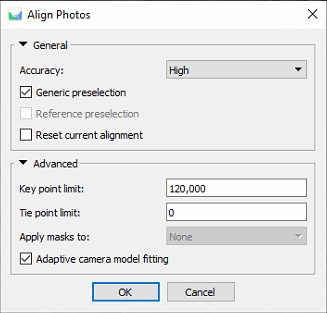 Align Photos
General
Accuracy: High
Generic preselection
Reference preselection
Reset current alignment
Advanced
Key point limit: 120,000
Tie point limit: 0
Apply masks to: None
Adaptive camera model fitting
OK Cancel